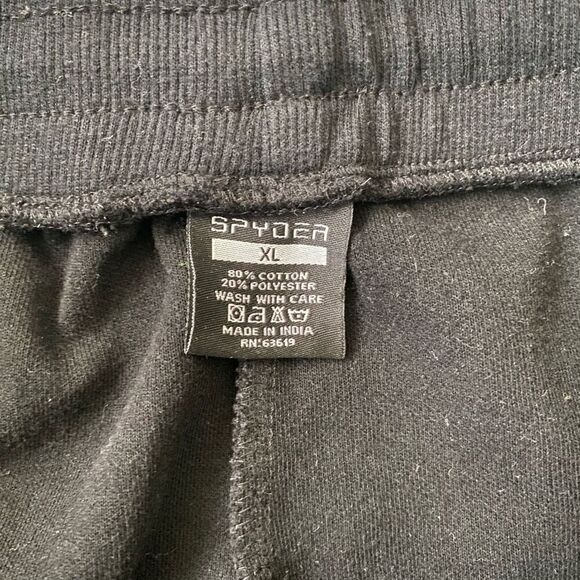 SPYDER
XL
80% COTTON
20% POLYESTER
WASH WITH CARE
MADE IN INDIA
RN:63619